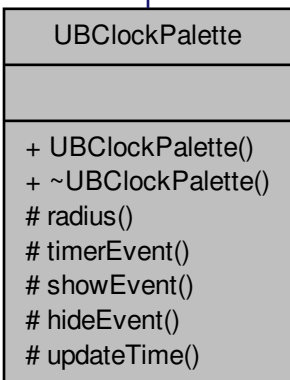 UBClockPalette
+ UBClockPalette()
+ ~UBClockPalette()
# radius()
# timerEvent()
# showEvent()
# hideEvent()
# updateTime()